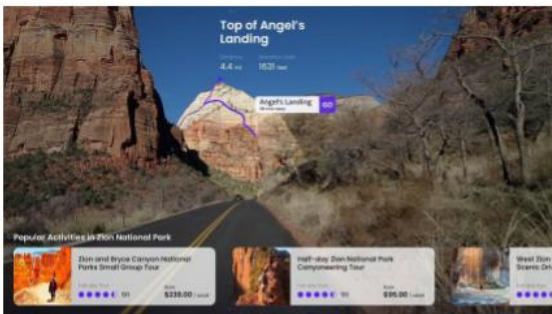 Top of Angel's
Landing
4.4 mi
1631 feet
Angel's Landing
GO
Popular Activities in Zion National Park
Zion and Bryce Canyon National
Parks Small Group Tour
$239.00
Half-day Zion National Park
Canyoneering Tour
$95.00
West Zion
Scenic Dri